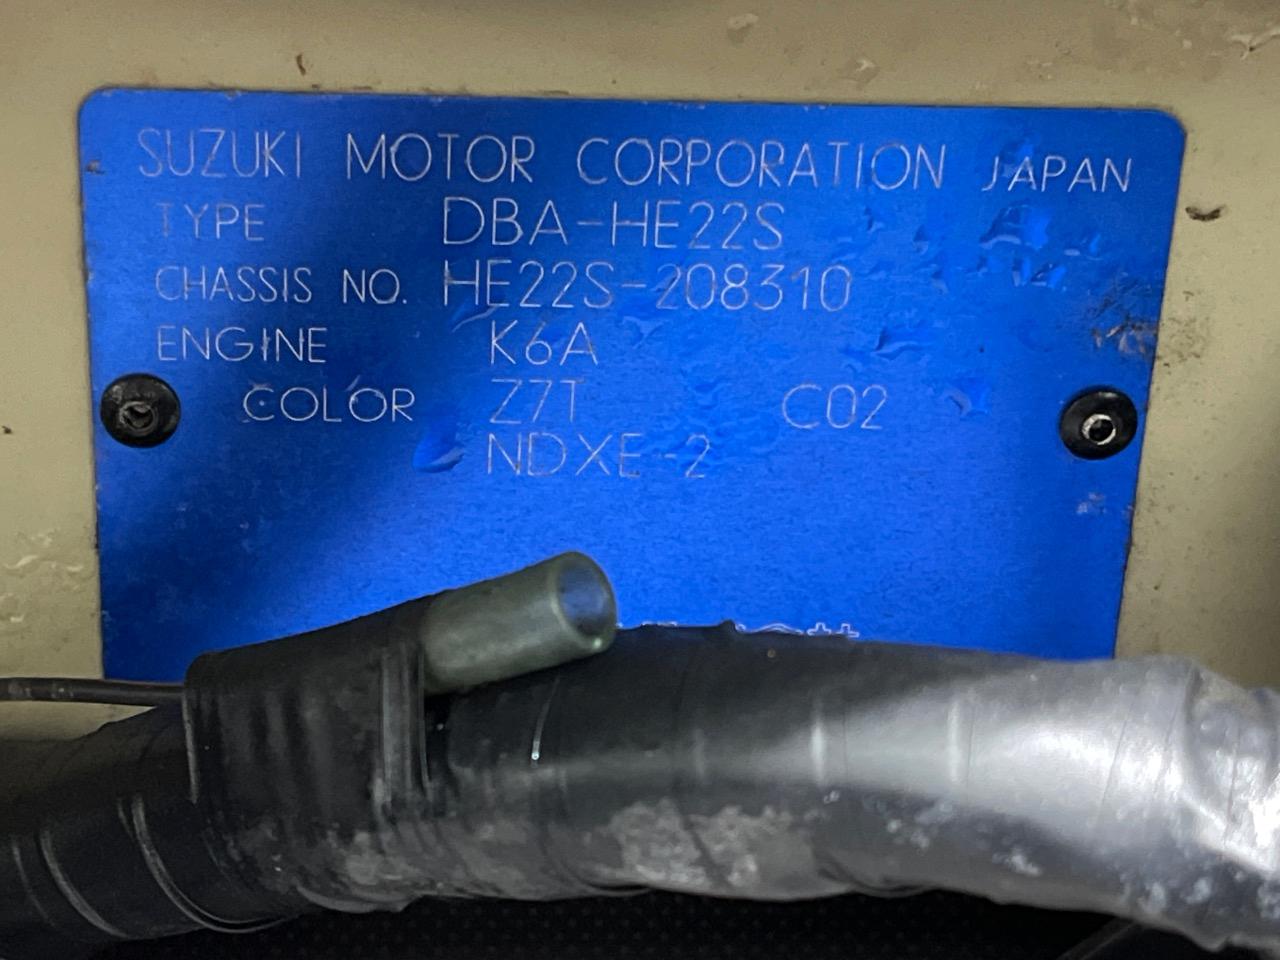 SUZUKI MOTOR CORPORATION JAPAN
TYPE DBA-HE22S
CHASSIS NO. HE22S-208310
ENGINE K6A
COLOR Z7T C02
NDXE-2